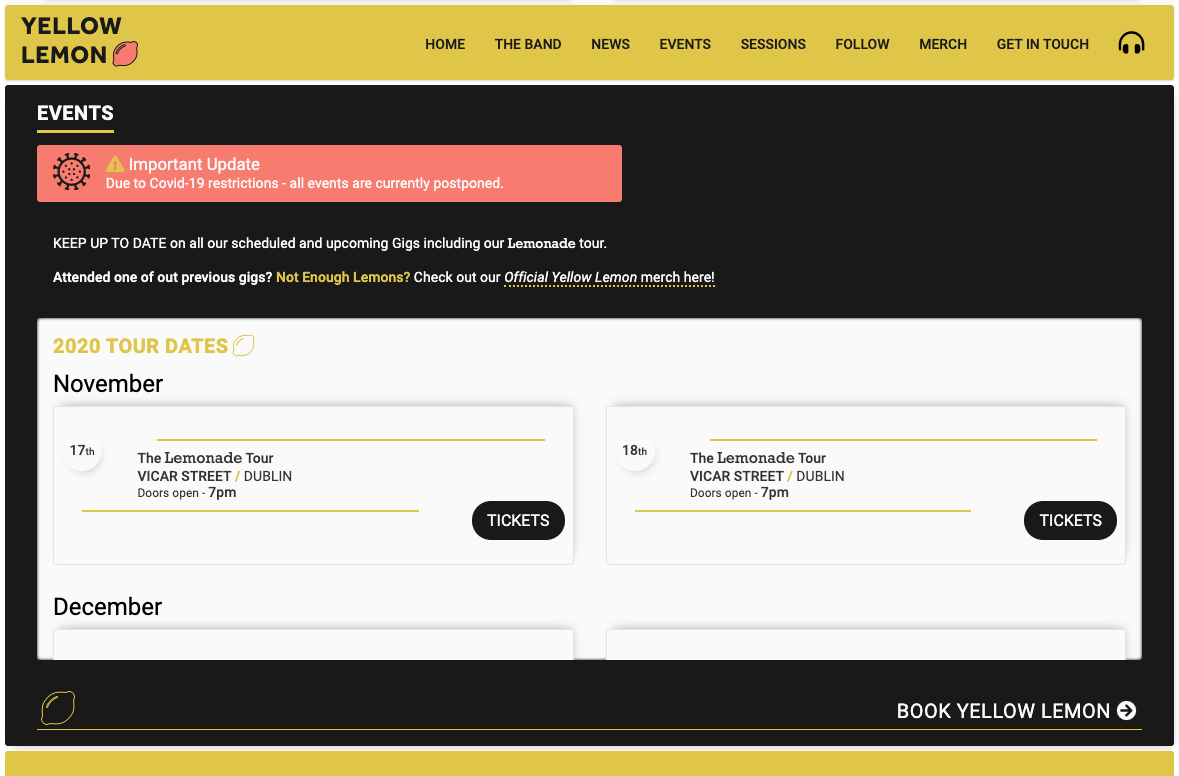 YELLOW
LEMON
HOME THE BAND NEWS EVENTS SESSIONS FOLLOW MERCH GET IN TOUCH
EVENTS
Important Update
Due to Covid-19 restrictions - all events are currently postponed.
KEEP UP TO DATE on all our scheduled and upcoming Gigs including our Lemonade tour.
Attended one of out previous gigs? Not Enough Lemons? Check out our Official Yellow Lemon merch here!
2020 TOUR DATES
November
17th
The Lemonade Tour
VICAR STREET / DUBLIN
Doors open - 7pm
TICKETS
18th
The Lemonade Tour
VICAR STREET / DUBLIN
Doors open - 7pm
TICKETS
December
BOOK YELLOW LEMON